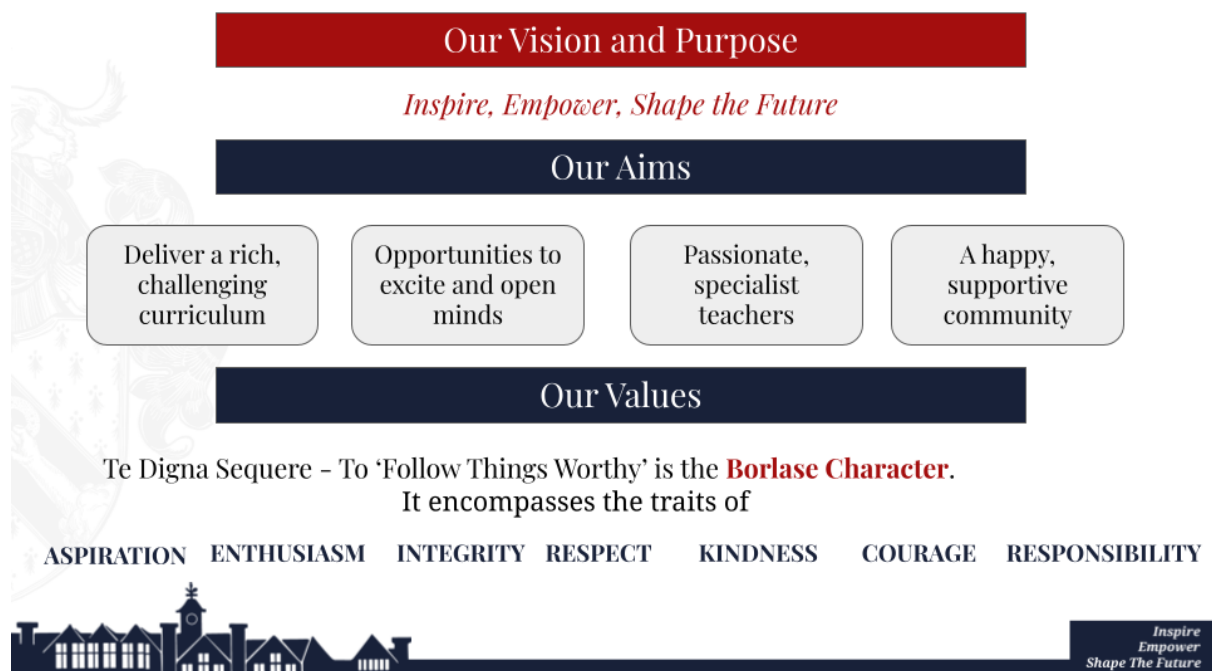 Our Vision and Purpose
Inspire, Empower, Shape the Future
Our Aims
Deliver a rich,
challenging
curriculum
Opportunities to
excite and open
minds
Passionate,
specialist
teachers
A happy,
supportive
community
Our Values
Te Digna Sequere - To ‘Follow Things Worthy’ is the Borlase Character.
It encompasses the traits of
ASPIRATION ENTHUSIASM INTEGRITY RESPECT KINDNESS COURAGE RESPONSIBILITY
Inspire
Empower
Shape The Future